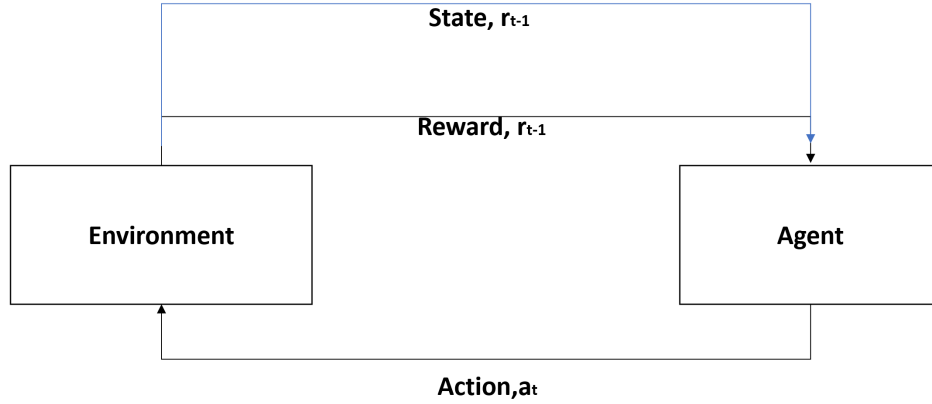 State, rt-1
Reward, rt-1
Environment
Agent
Action,at